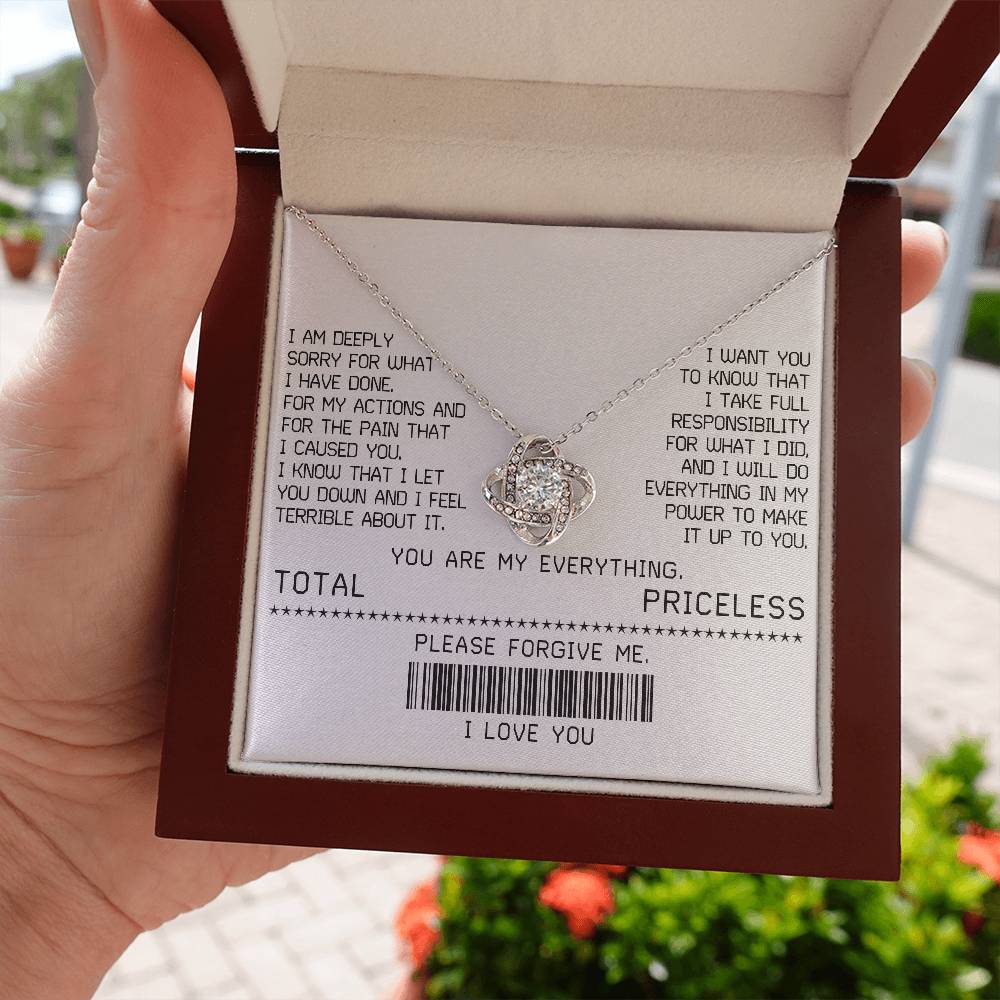 I AM DEEPLY
SORRY FOR WHAT
I HAVE DONE.
FOR MY ACTIONS AND
FOR THE PAIN THAT
I CAUSED YOU.
I KNOW THAT I LET
YOU DOWN AND I FEEL
TERRIBLE ABOUT IT.
I WANT YOU
TO KNOW THAT
I TAKE FULL
RESPONSIBILITY
FOR WHAT I DID,
AND I WILL DO
EVERYTHING IN MY
POWER TO MAKE
IT UP TO YOU.
YOU ARE MY EVERYTHING.
TOTAL PRICELESS
PLEASE FORGIVE ME.
I LOVE YOU